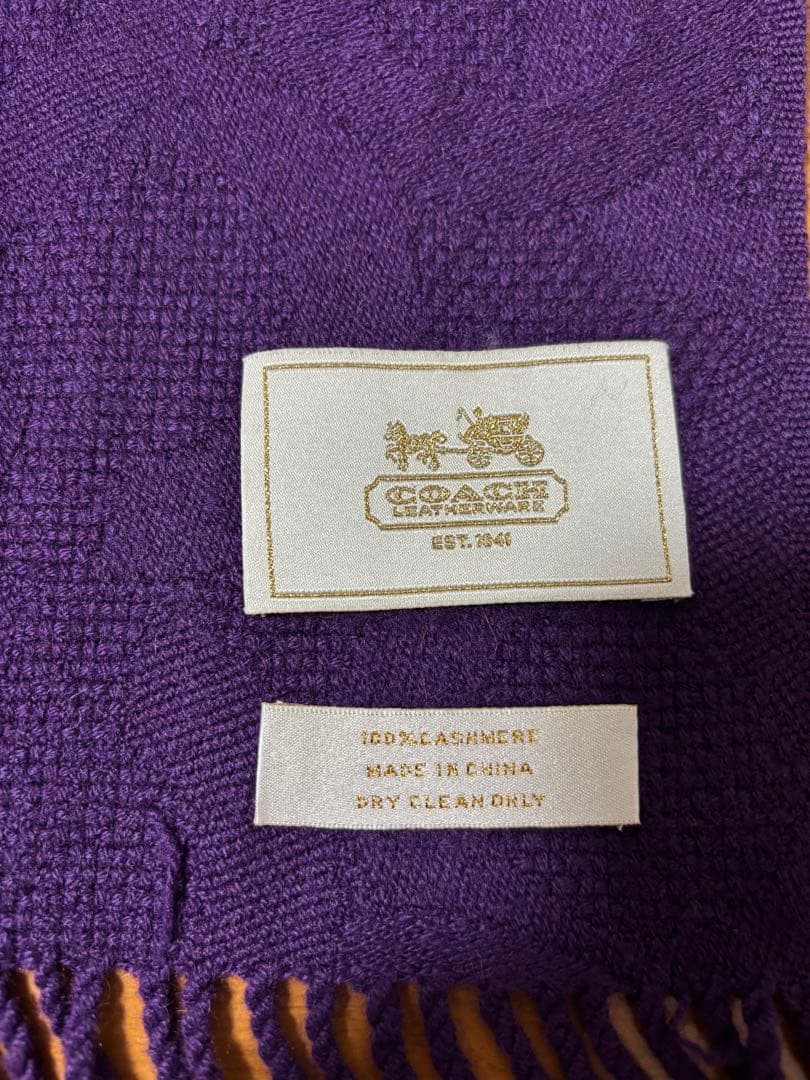 COACH
LEATHERWARE
EST. 1941
100% CASHMERE
MADE IN CHINA
DRY CLEAN ONLY